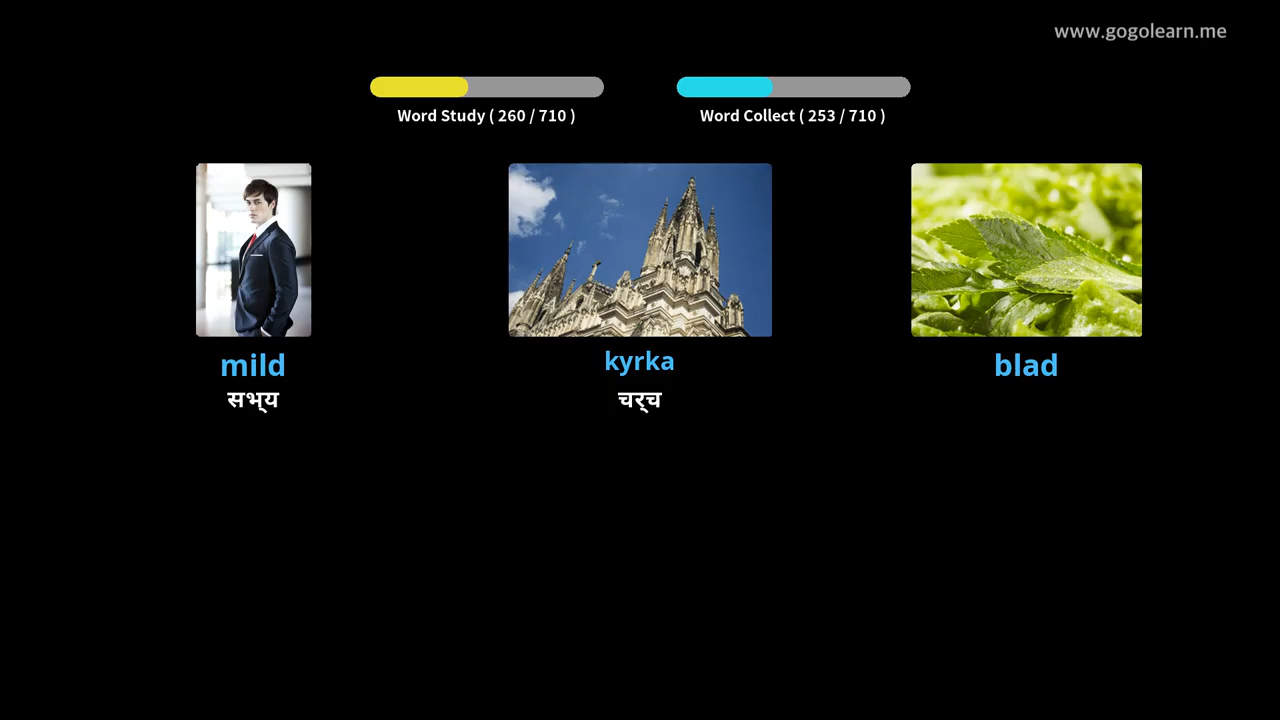 www.gogolearn.me
Word Study ( 260 / 710 )
Word Collect ( 253 / 710 )
mild
kyrka
blad
सभ्य
चर्च